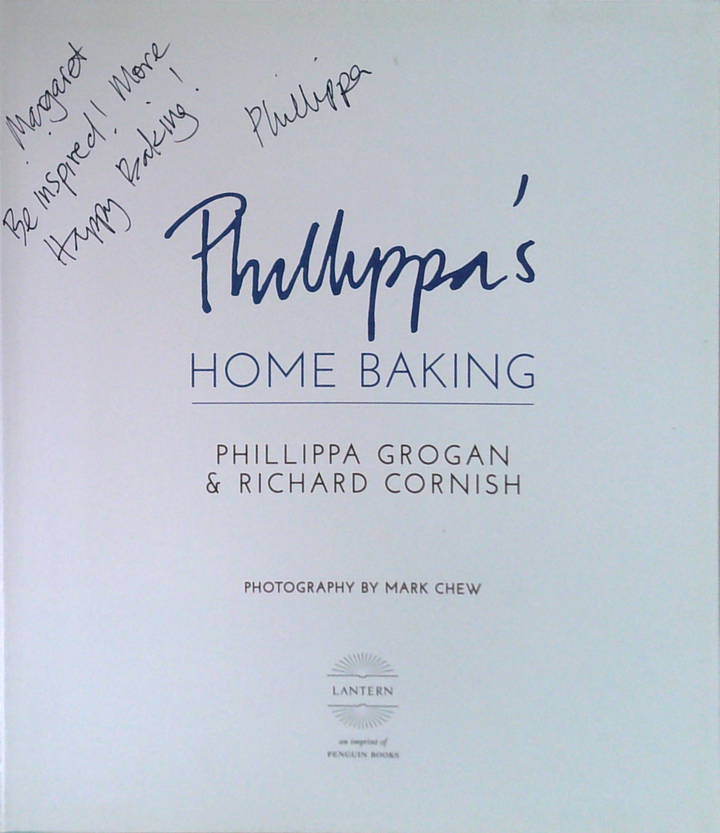 Margaret
Be inspired! More
Happy Baking!
Phillippa
Phillippa's
HOME BAKING
PHILLIPPA GROGAN
& RICHARD CORNISH
PHOTOGRAPHY BY MARK CHEW
LANTERN
an imprint of
PENGUIN BOOKS